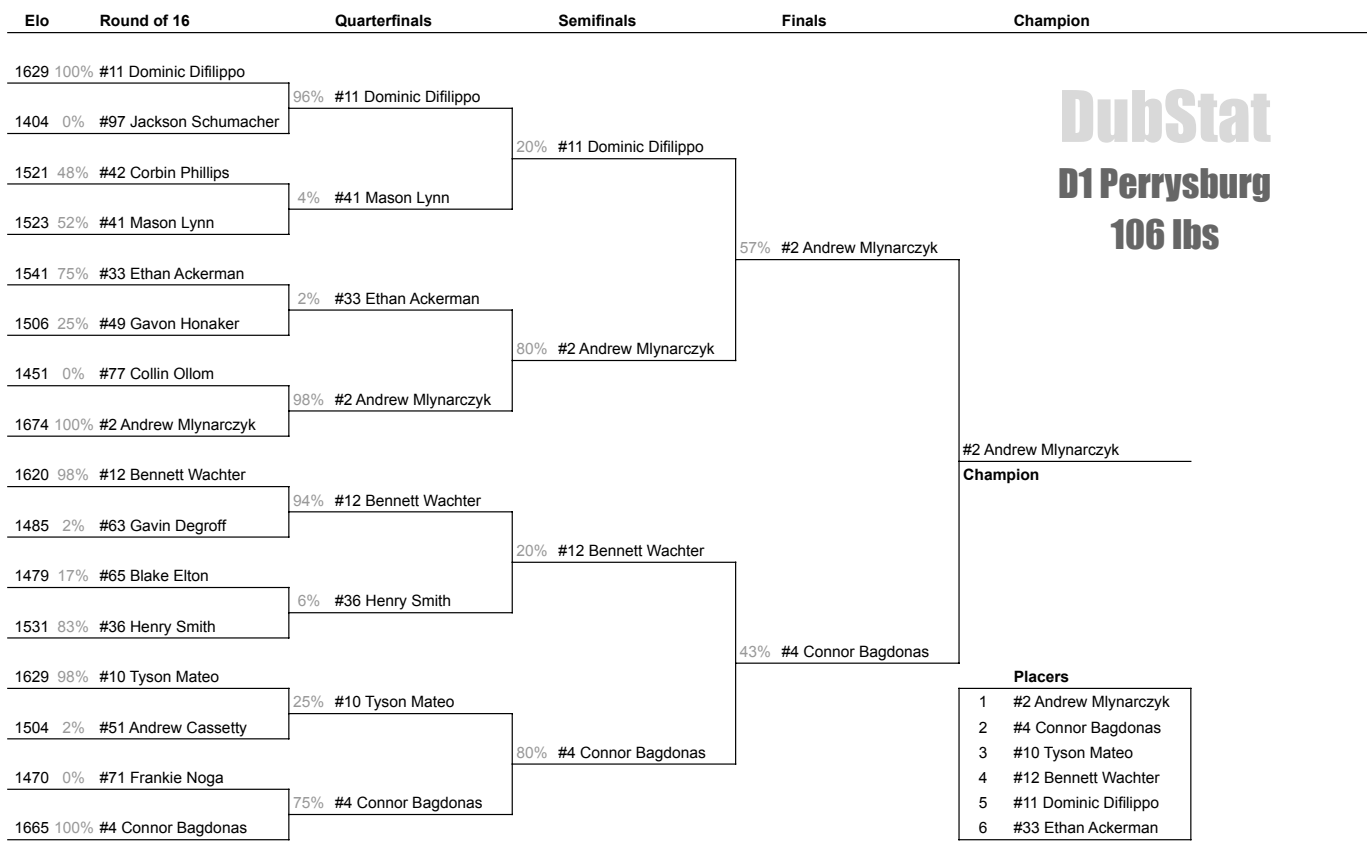 Elo Round of 16 Quarterfinals Semifinals Finals Champion
DubStat
D1 Perrysburg
106 lbs
1629 100% #11 Dominic Difilippo
96% #11 Dominic Difilippo
1404 0% #97 Jackson Schumacher
20% #11 Dominic Difilippo
1521 48% #42 Corbin Phillips
4% #41 Mason Lynn
1523 52% #41 Mason Lynn
57% #2 Andrew Mlynarczyk
1541 75% #33 Ethan Ackerman
2% #33 Ethan Ackerman
1506 25% #49 Gavon Honaker
80% #2 Andrew Mlynarczyk
1451 0% #77 Collin Ollom
98% #2 Andrew Mlynarczyk
1674 100% #2 Andrew Mlynarczyk
#2 Andrew Mlynarczyk
Champion
1620 98% #12 Bennett Wachter
94% #12 Bennett Wachter
1485 2% #63 Gavin Degroff
20% #12 Bennett Wachter
1479 17% #65 Blake Elton
6% #36 Henry Smith
1531 83% #36 Henry Smith
43% #4 Connor Bagdonas
1629 98% #10 Tyson Mateo
25% #10 Tyson Mateo
1504 2% #51 Andrew Cassetty
80% #4 Connor Bagdonas
1470 0% #71 Frankie Noga
75% #4 Connor Bagdonas
1665 100% #4 Connor Bagdonas
Placers
1 #2 Andrew Mlynarczyk
2 #4 Connor Bagdonas
3 #10 Tyson Mateo
4 #12 Bennett Wachter
5 #11 Dominic Difilippo
6 #33 Ethan Ackerman